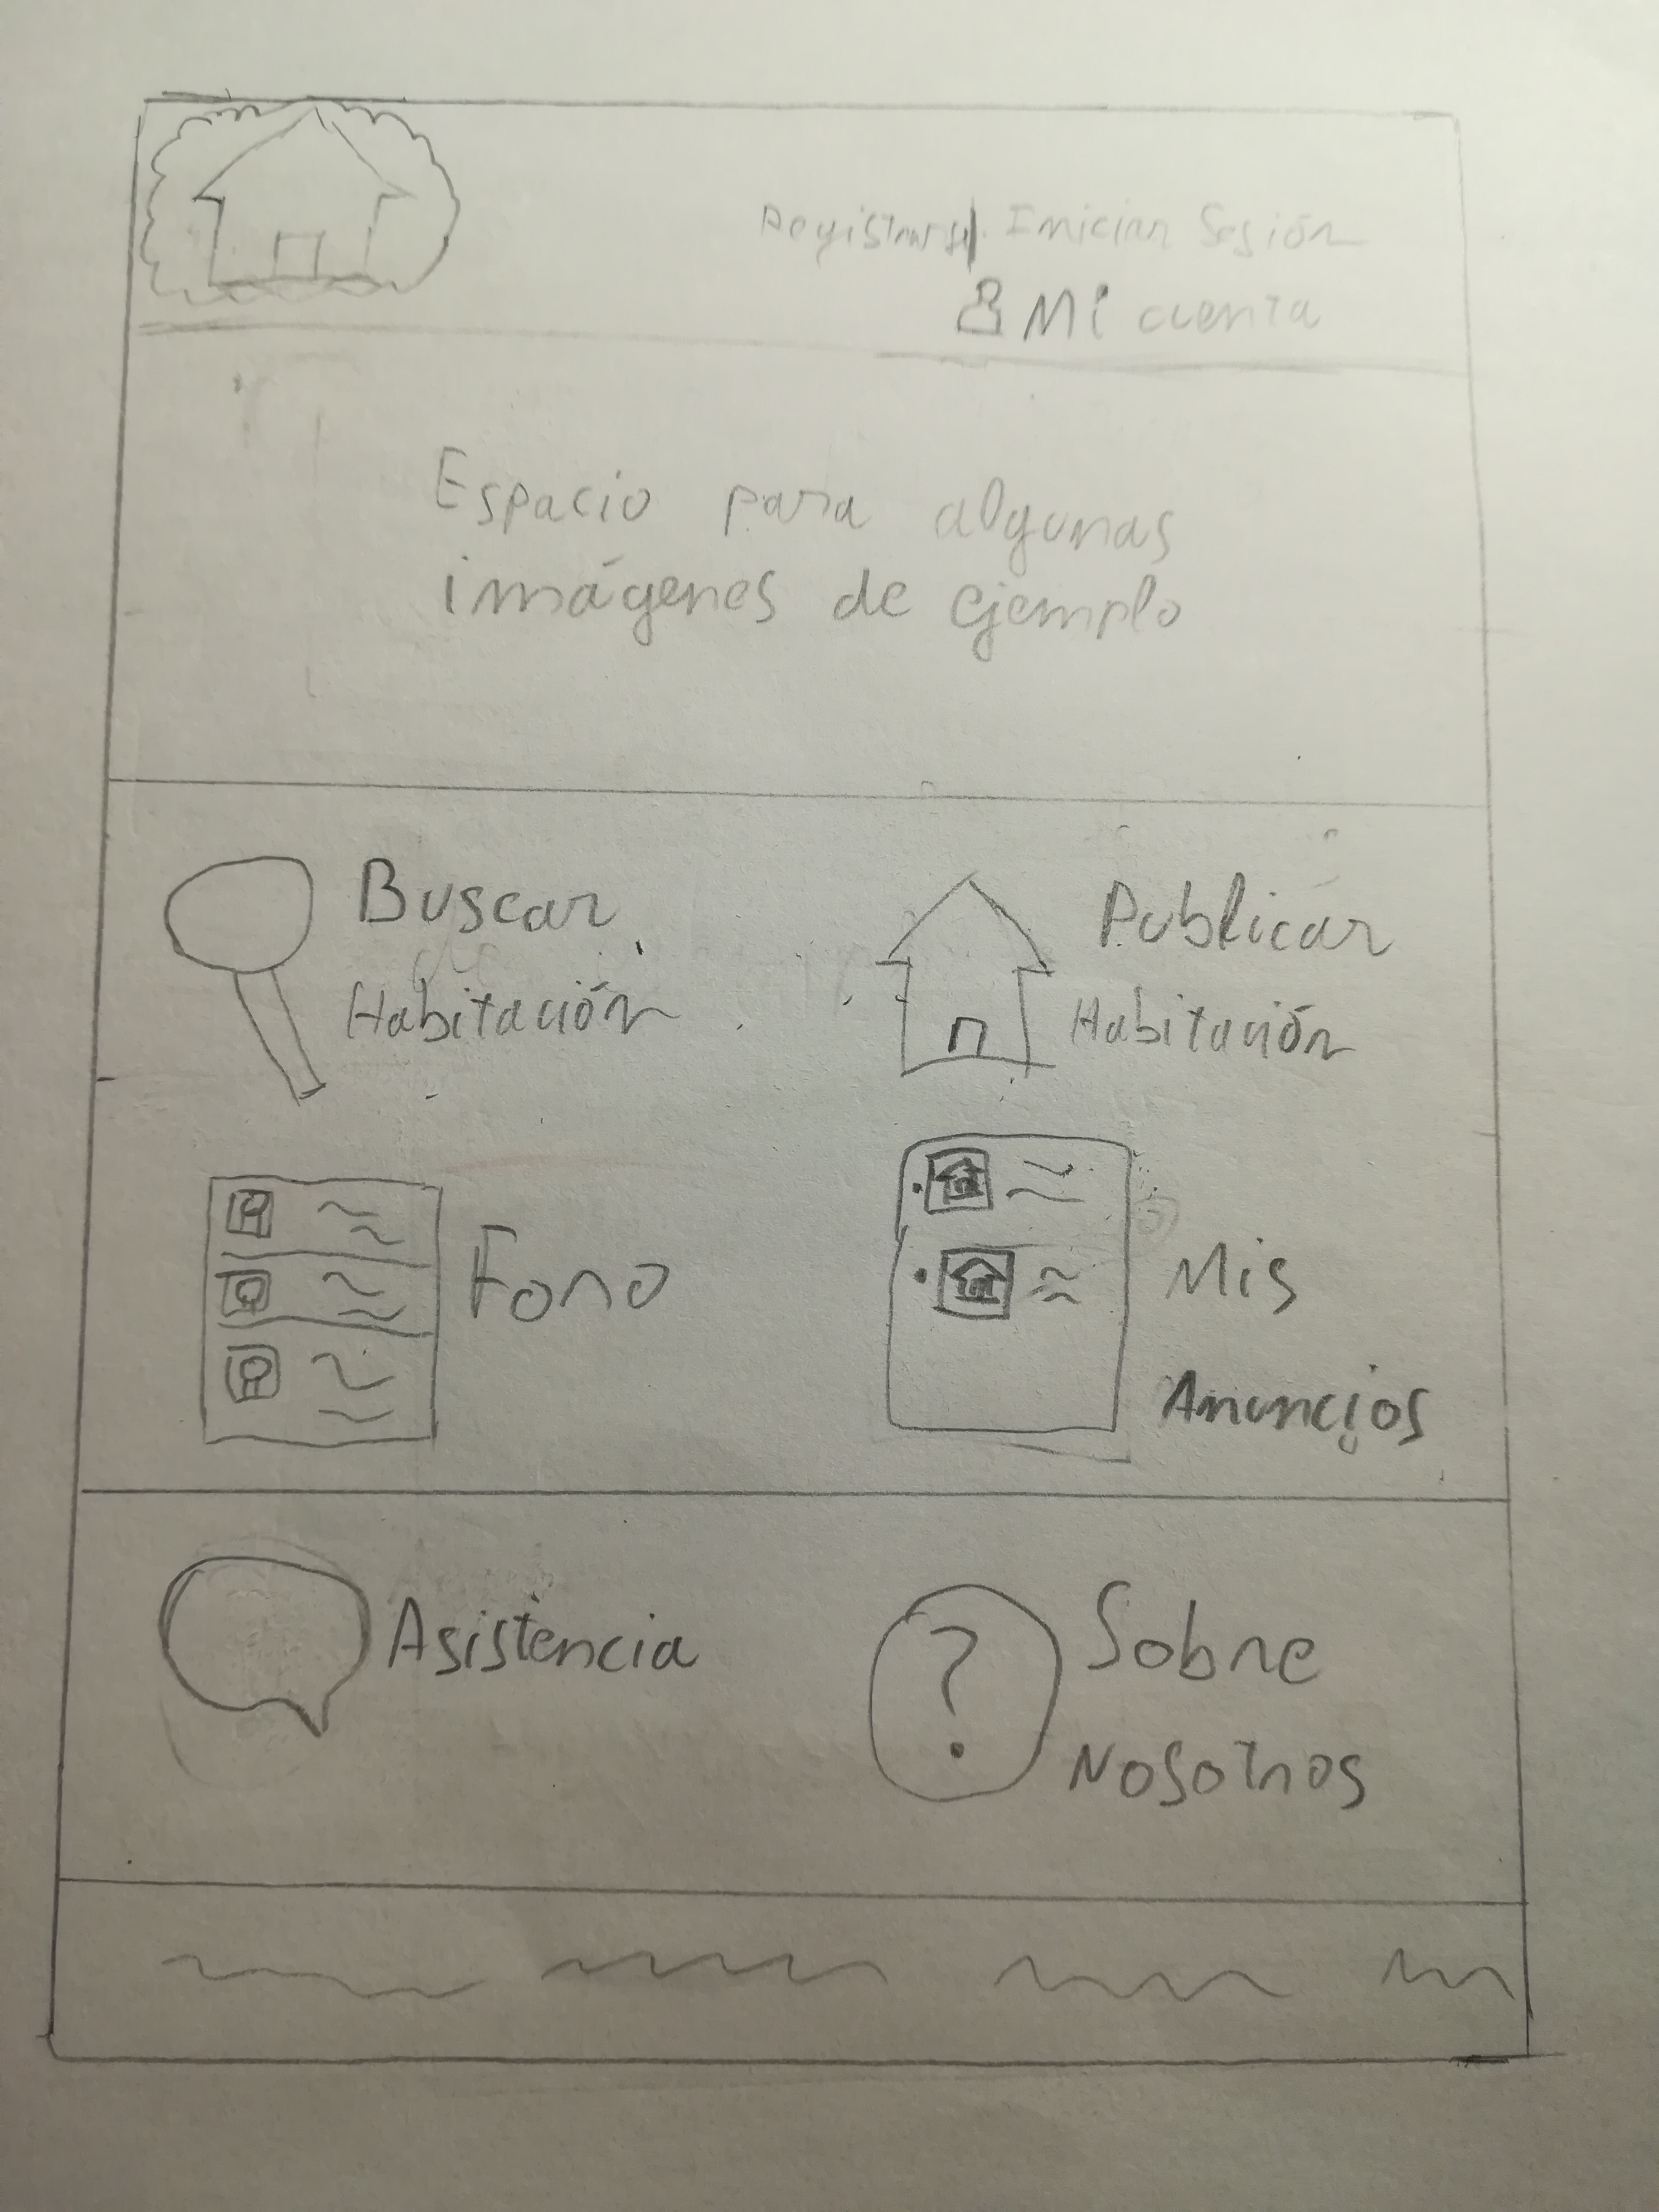 Registrarse | Iniciar Sesión
Mi cuenta
Espacio para algunas
imágenes de ejemplo
Buscar
Habitación
Publicar
Habitación
Foro
Mis
Anuncios
Asistencia
?
Sobre
Nosotros